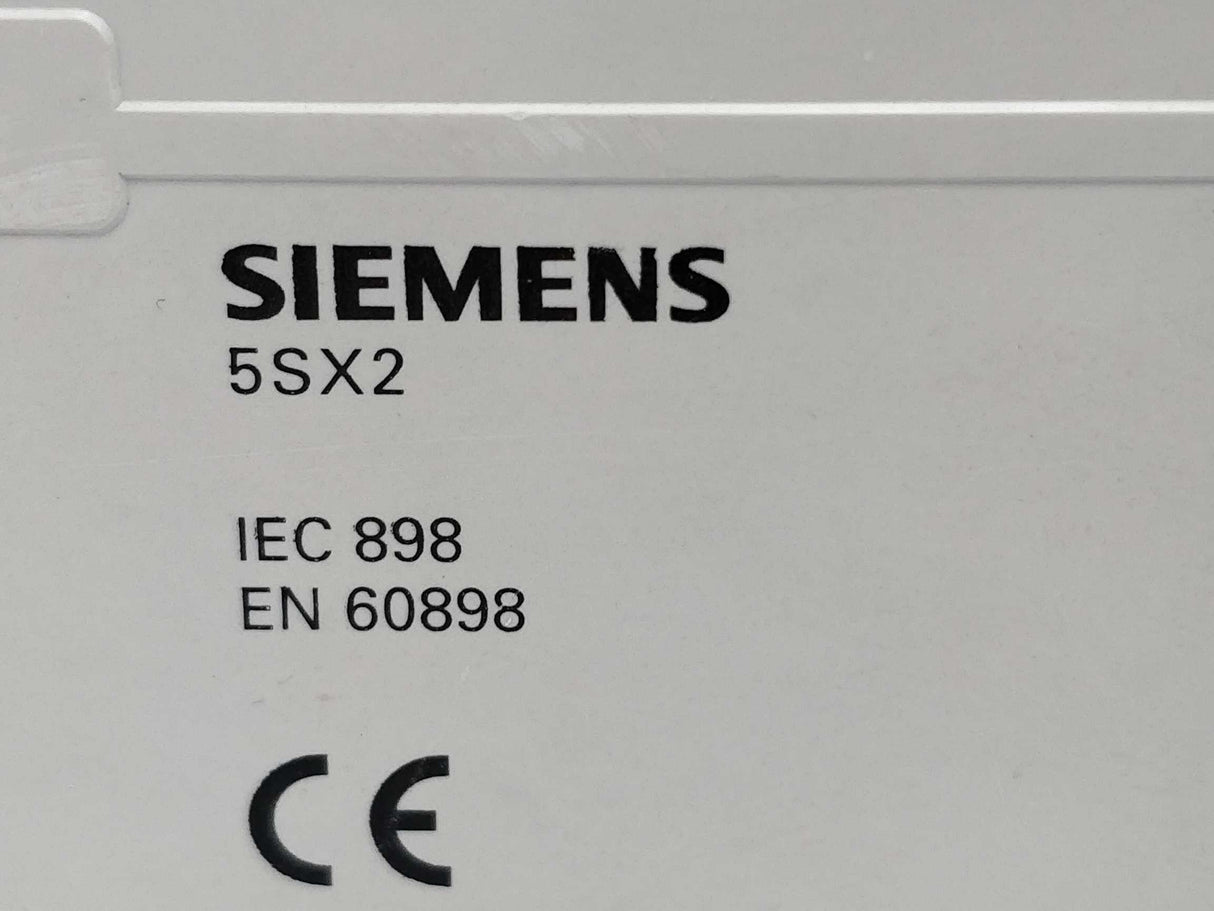 SIEMENS
5SX2
IEC 898
EN 60898
CE